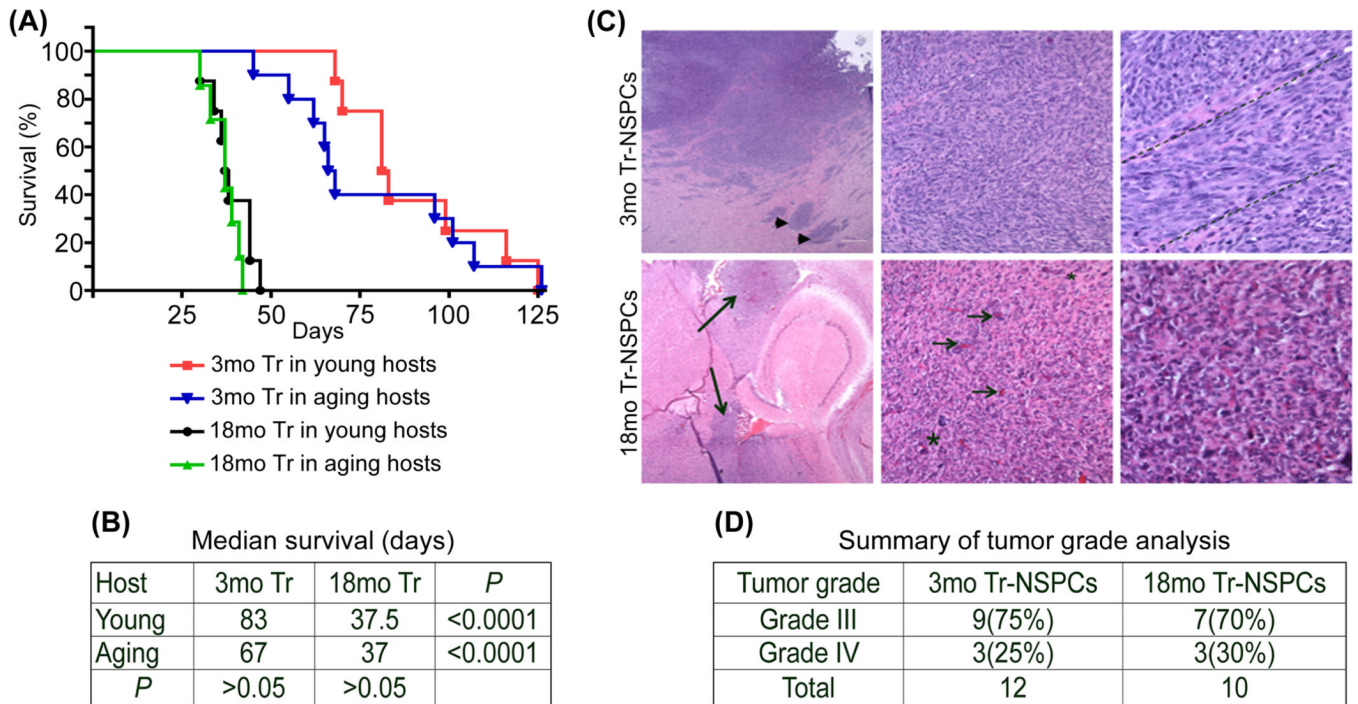 (A)
100
80
60
40
20
0
Survival (%)
25 50 75 100 125
Days
3mo Tr in young hosts
3mo Tr in aging hosts
18mo Tr in young hosts
18mo Tr in aging hosts
(B)
Median survival (days)
Host 3mo Tr 18mo Tr P
Young 83 37.5 <0.0001
Aging 67 37 <0.0001
P >0.05 >0.05
(C)
3mo Tr-NSPCs
18mo Tr-NSPCs
*
*
(D)
Summary of tumor grade analysis
Tumor grade 3mo Tr-NSPCs 18mo Tr-NSPCs
Grade III 9(75%) 7(70%)
Grade IV 3(25%) 3(30%)
Total 12 10